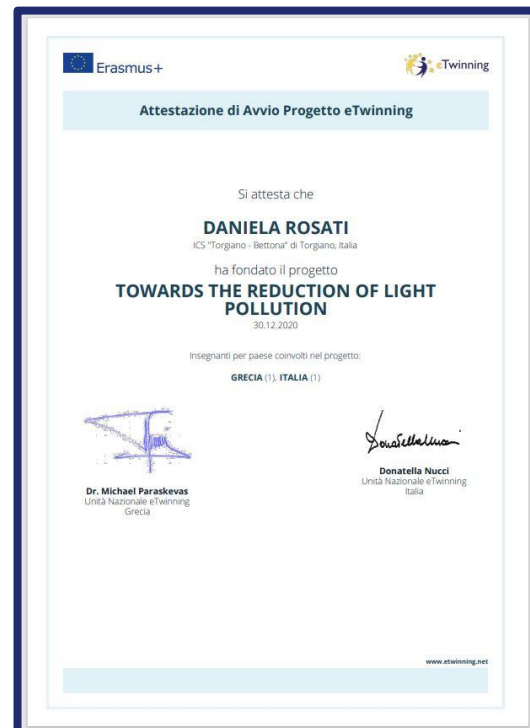 Erasmus+
eTwinning
Attestazione di Avvio Progetto eTwinning
Si attesta che
DANIELA ROSATI
ICS "Torgiano - Bettona" di Torgiano, Italia
ha fondato il progetto
TOWARDS THE REDUCTION OF LIGHT
POLLUTION
30.12.2020
Insegnanti per paese coinvolti nel progetto:
GRECIA (1), ITALIA (1)
Donatella Nucci
Dr. Michael Paraskevas
Unità Nazionale eTwinning
Grecia
Donatella Nucci
Unità Nazionale eTwinning
Italia
www.etwinning.net